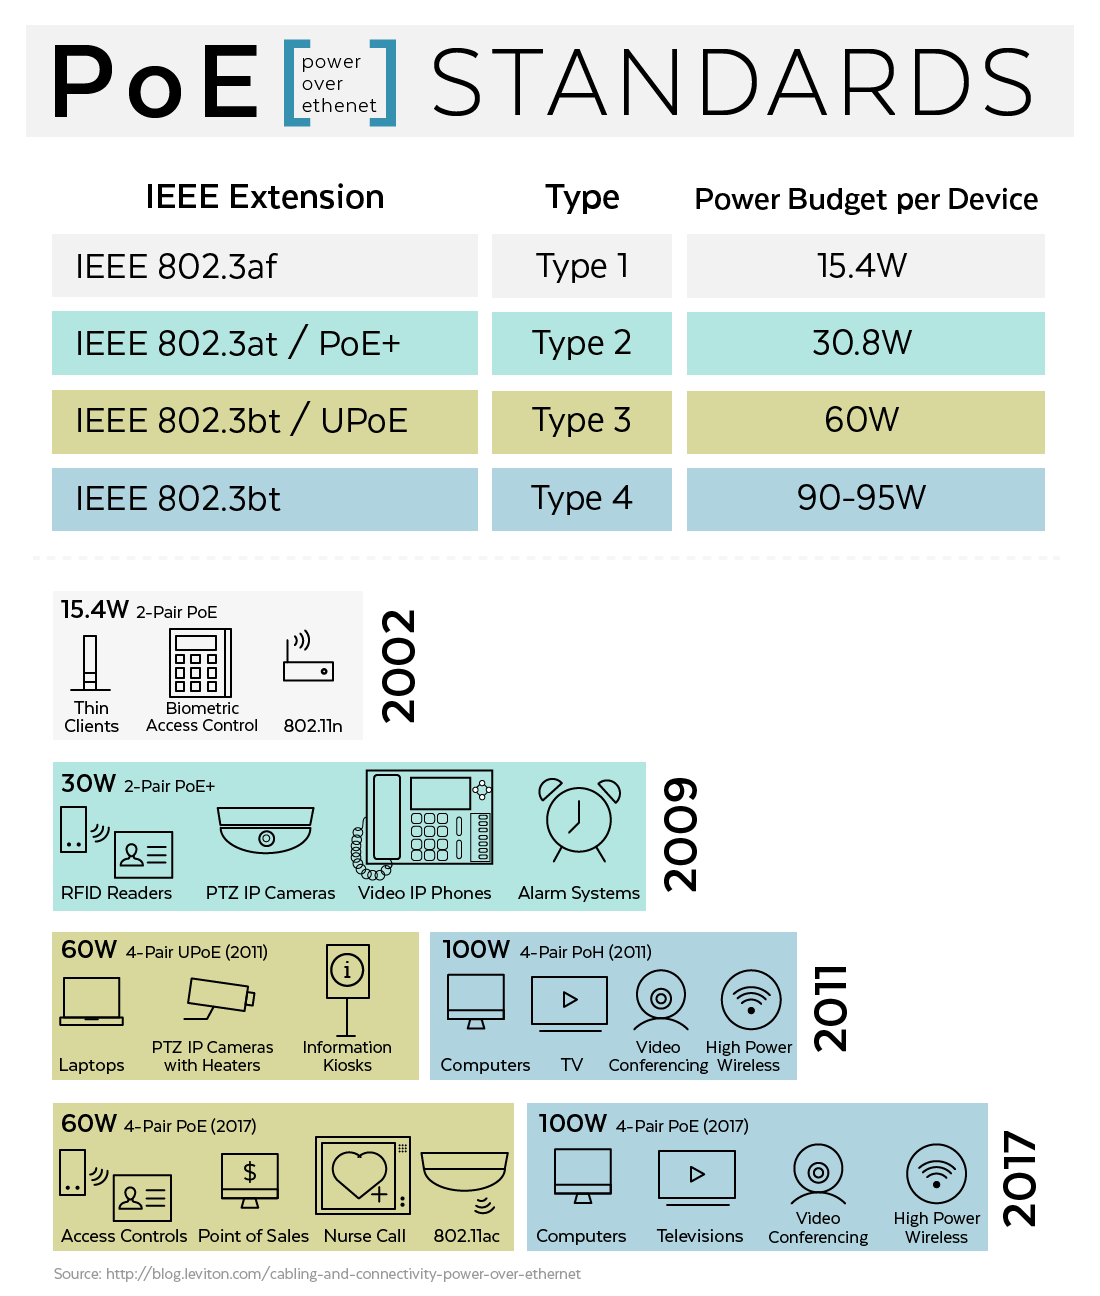 PoE [power over ethenet] STANDARDS
IEEE Extension Type Power Budget per Device
IEEE 802.3af Type 1 15.4W
IEEE 802.3at / PoE+ Type 2 30.8W
IEEE 802.3bt / UPoE Type 3 60W
IEEE 802.3bt Type 4 90-95W
15.4W 2-Pair PoE
Thin
Clients
Biometric
Access Control
802.11n
2002
30W 2-Pair PoE+
RFID Readers PTZ IP Cameras Video IP Phones Alarm Systems
2009
60W 4-Pair UPoE (2011)
i
Laptops
PTZ IP Cameras
with Heaters
Information
Kiosks
100W 4-Pair PoH (2011)
Computers
TV
Video
Conferencing
High Power
Wireless
2011
60W 4-Pair PoE (2017)
$
Access Controls Point of Sales Nurse Call 802.11ac
100W 4-Pair PoE (2017)
Computers
Televisions
Video
Conferencing
High Power
Wireless
2017
Source: http://blog.leviton.com/cabling-and-connectivity-power-over-ethernet